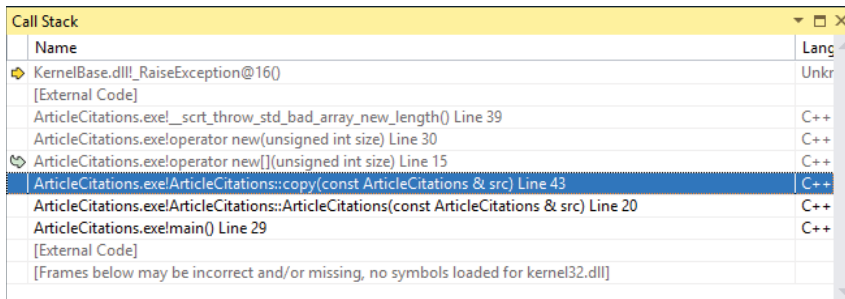 Call Stack
Name Lang
KernelBase.dll!_RaiseException@16() Unkr
[External Code]
ArticleCitations.exe!__scrt_throw_std_bad_array_new_length() Line 39 C++
ArticleCitations.exe!operator new(unsigned int size) Line 30 C++
ArticleCitations.exe!operator new[](unsigned int size) Line 15 C++
ArticleCitations.exe!ArticleCitations::copy(const ArticleCitations & src) Line 43 C++
ArticleCitations.exe!ArticleCitations::ArticleCitations(const ArticleCitations & src) Line 20 C++
ArticleCitations.exe!main() Line 29 C++
[External Code]
[Frames below may be incorrect and/or missing, no symbols loaded for kernel32.dll]